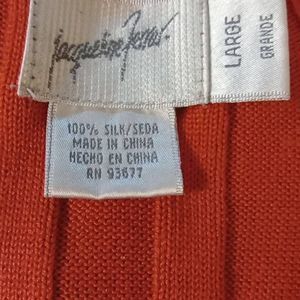 Jacqueline Ferrar
LARGE
GRANDE
100% SILK/SEDA
MADE IN CHINA
HECHO EN CHINA
RN 93677